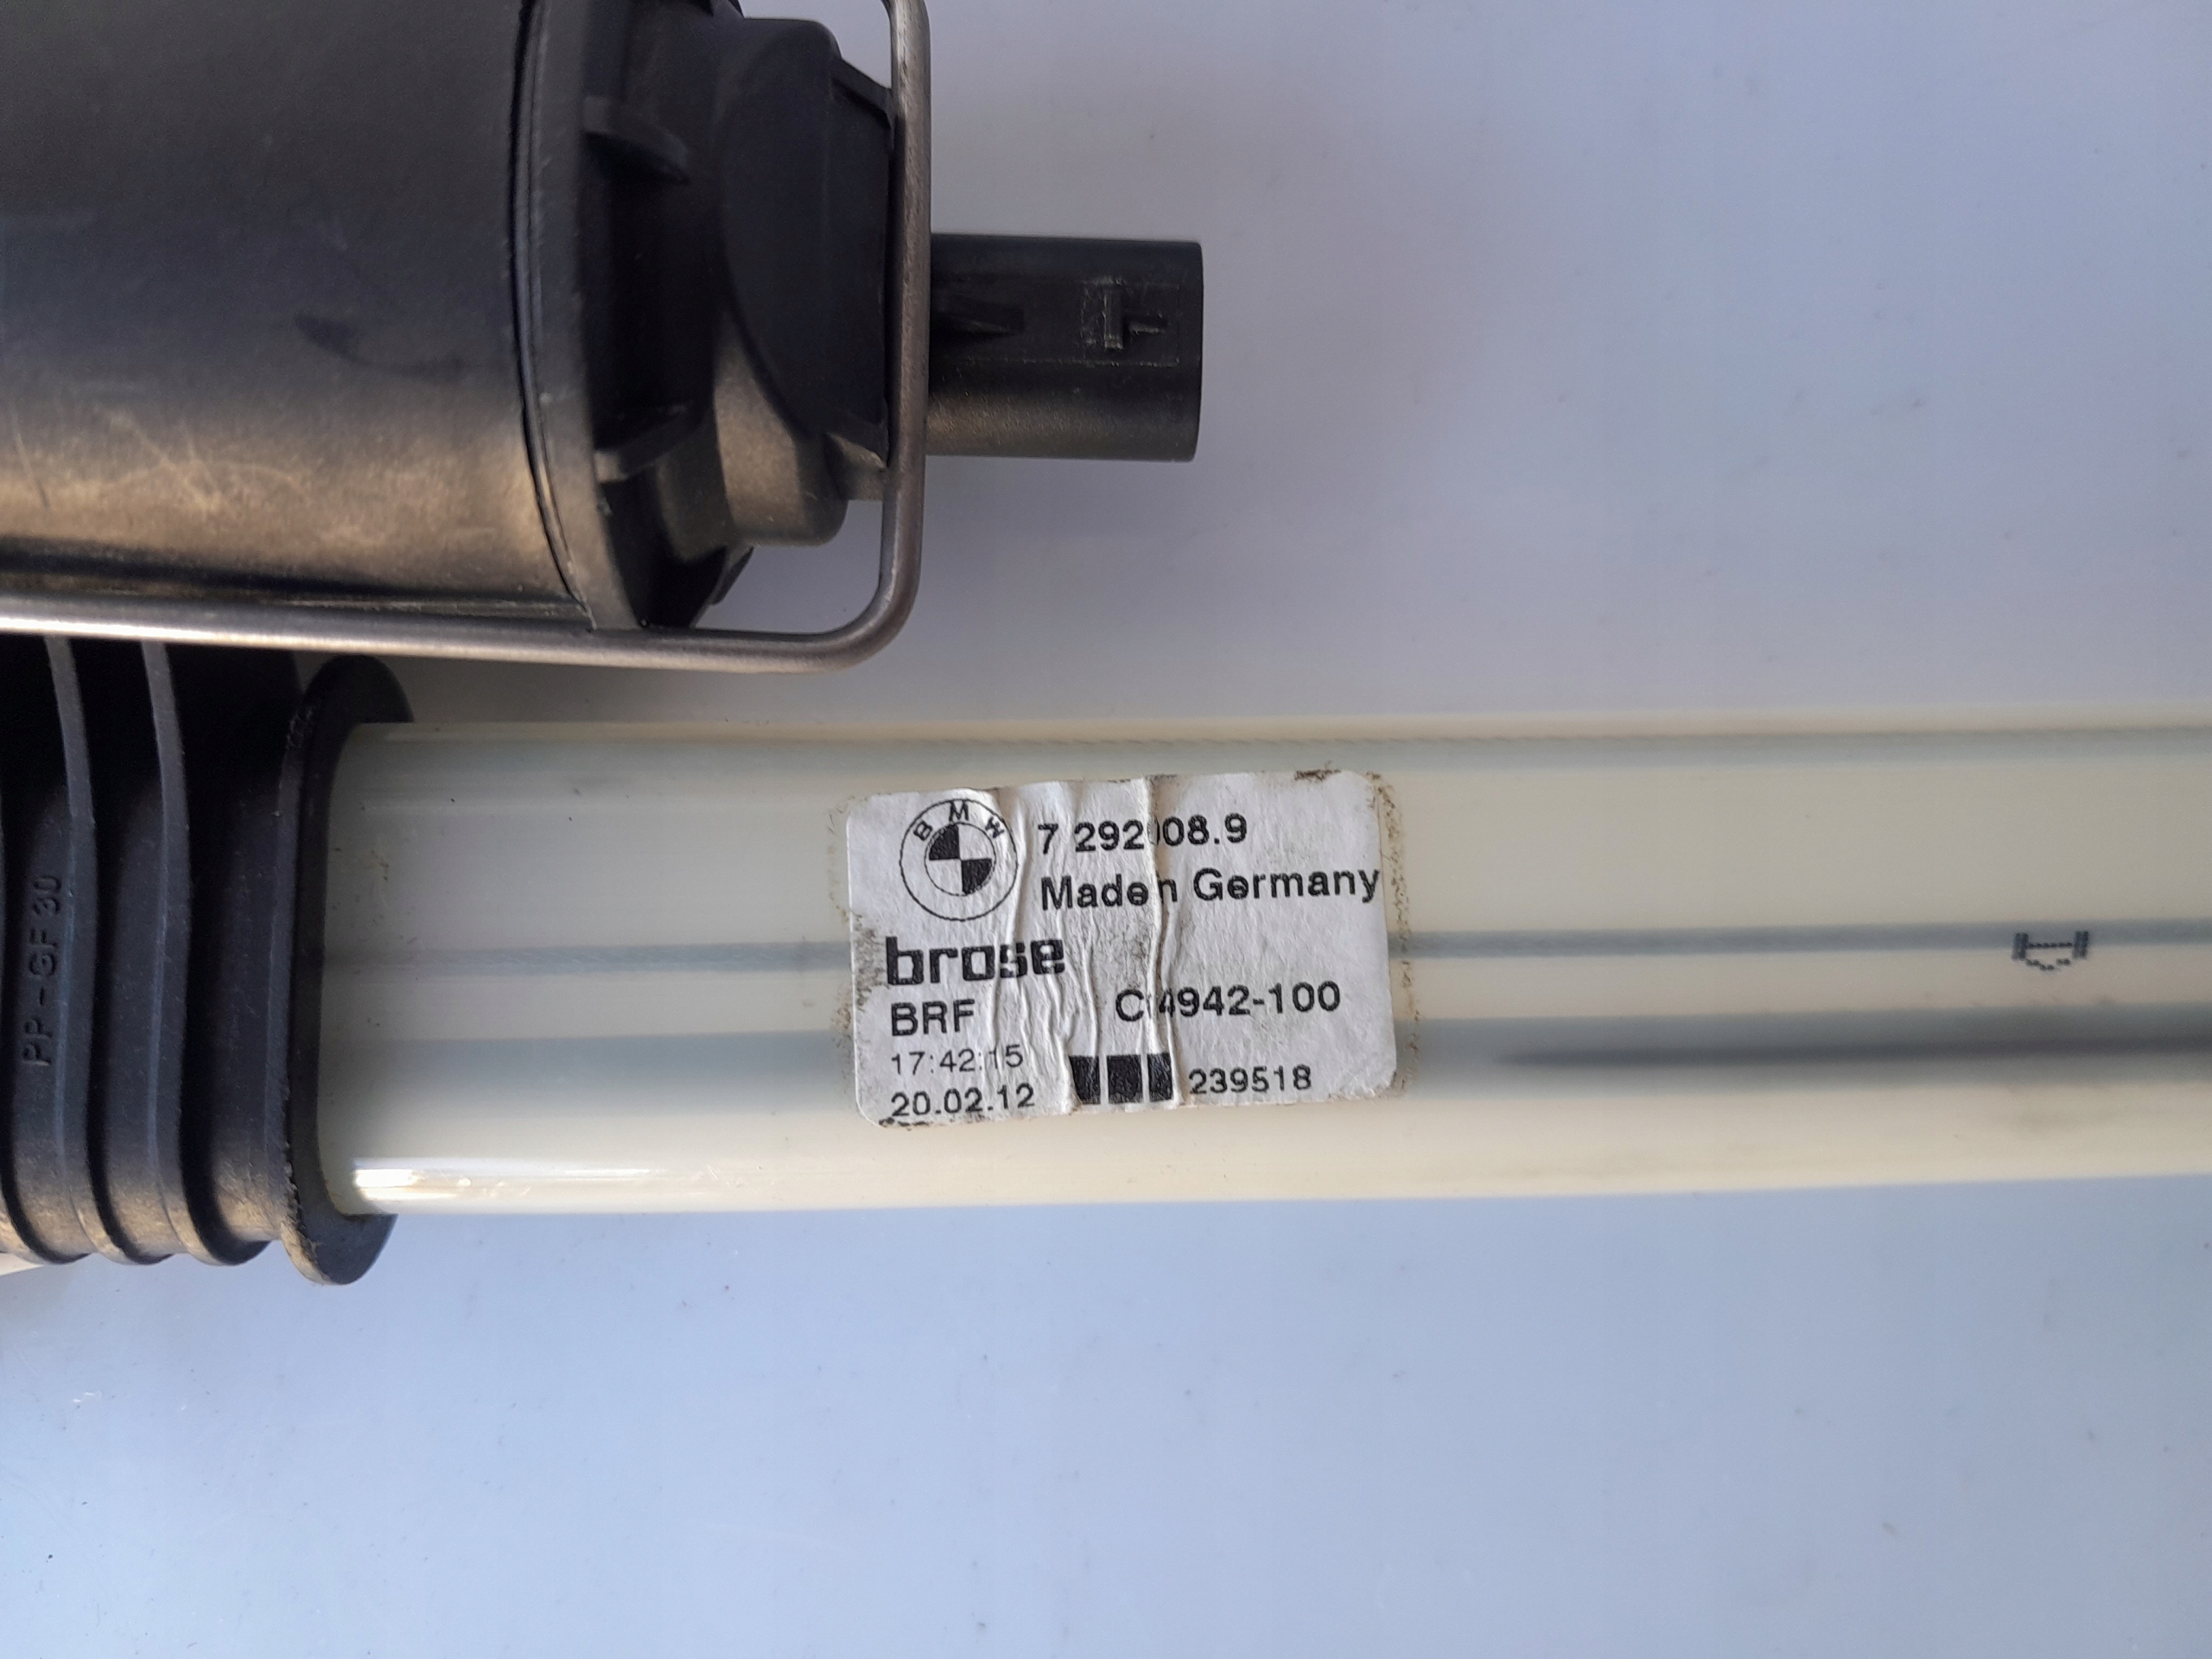 BMW
7 292 08.9
Made n Germany
brose
BRF C 4942-100
17:42:15
239518
20.02.12
PP-GF30